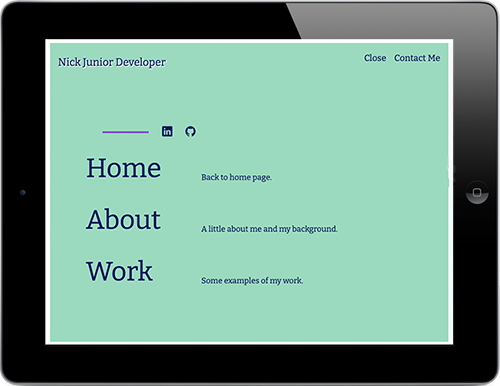 Nick Junior Developer
Close Contact Me
in
Home
Back to home page.
About
A little about me and my background.
Work
Some examples of my work.